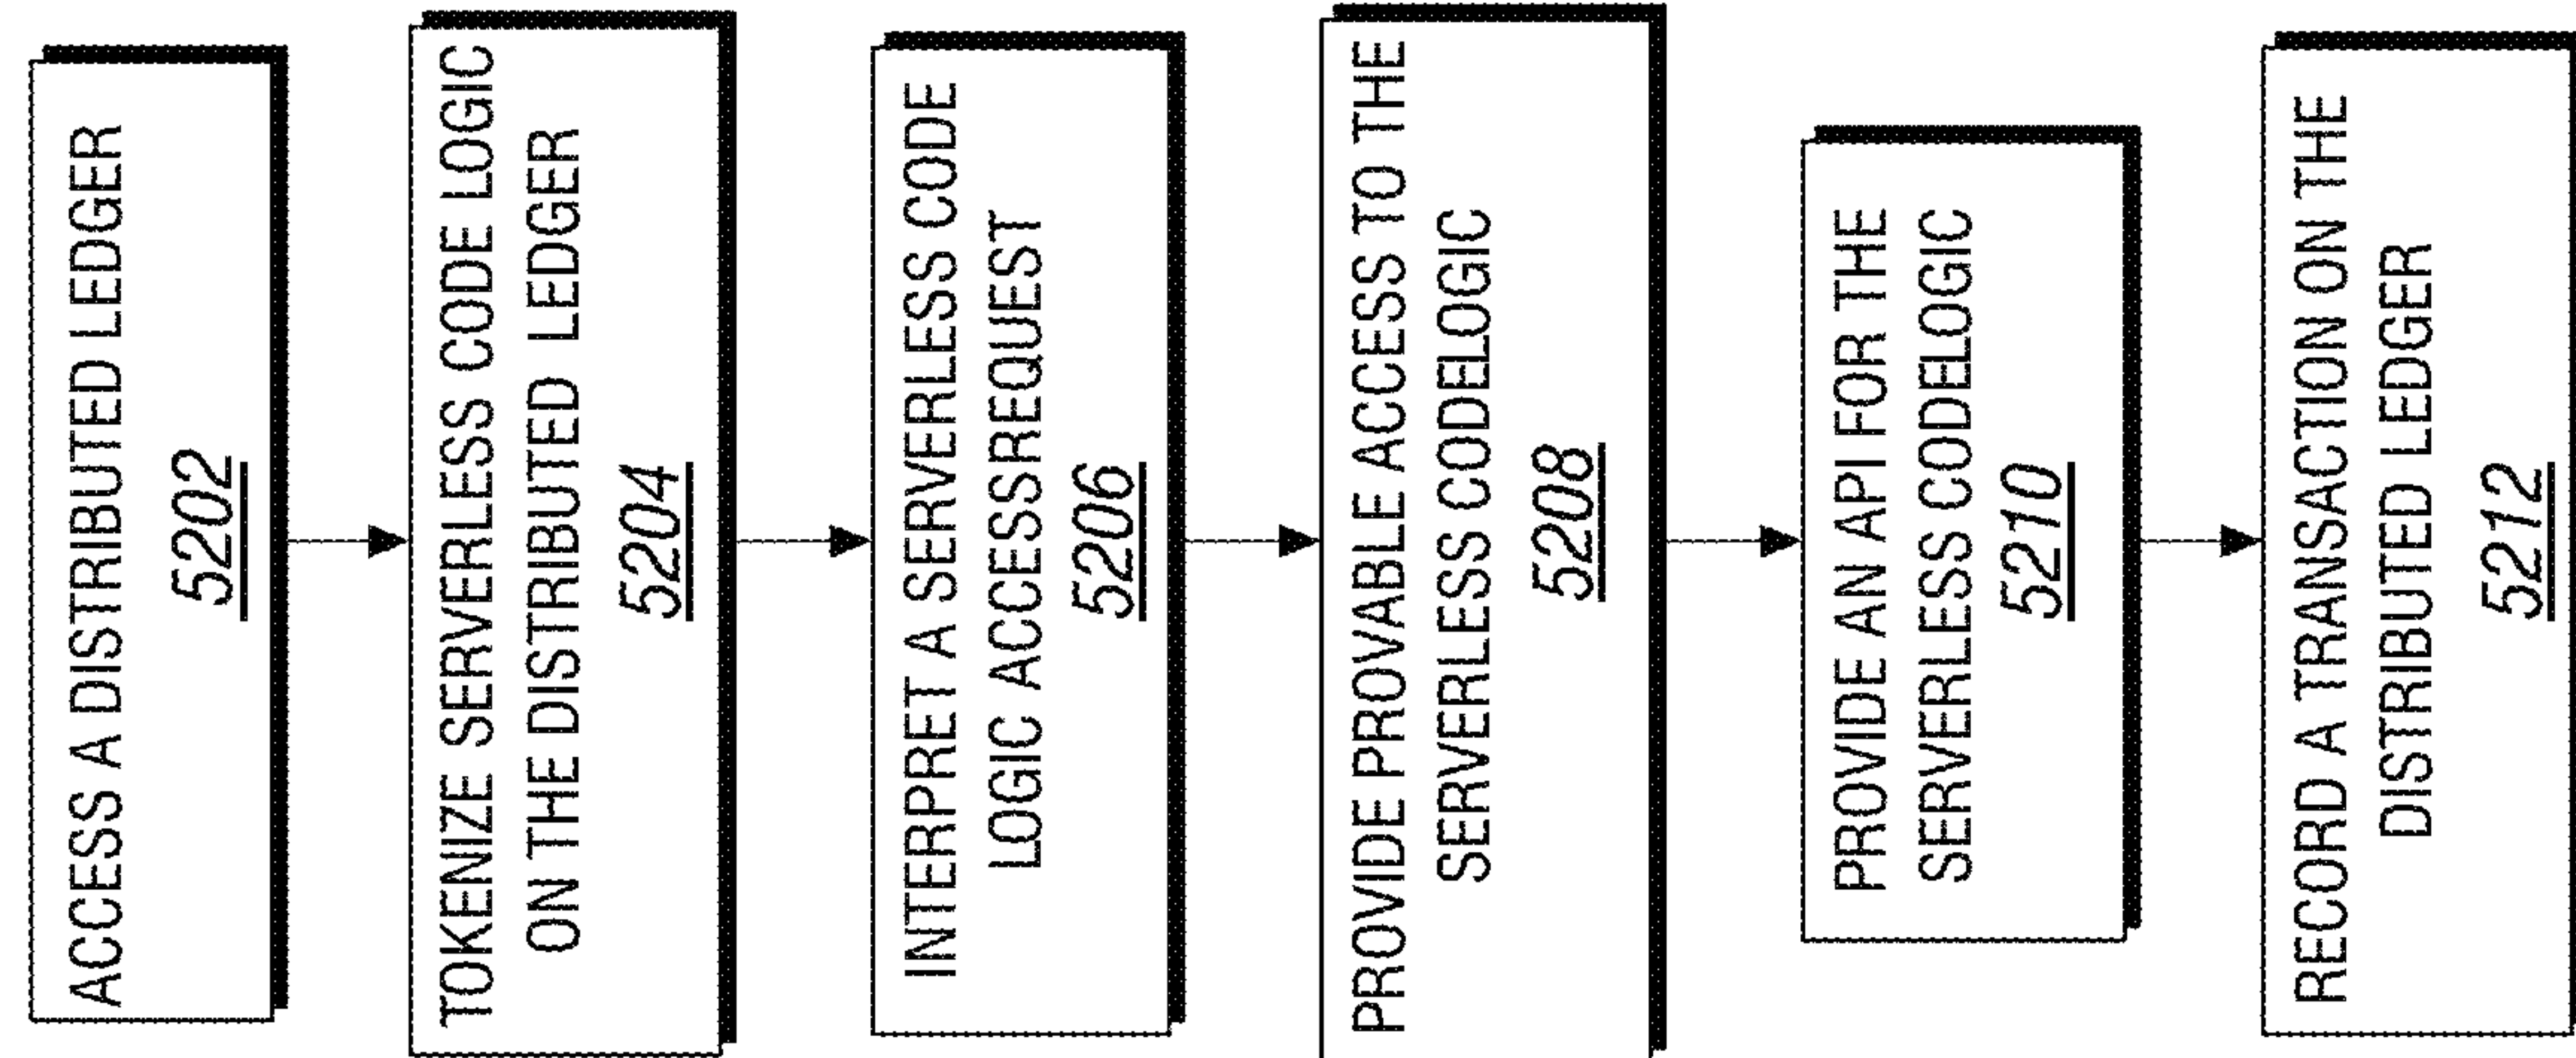 ACCESS A DISTRIBUTED LEDGER
5202
TOKENIZE SERVERLESS CODE LOGIC
ON THE DISTRIBUTED LEDGER
5204
INTERPRET A SERVERLESS CODE
LOGIC ACCESSREQUEST
5206
PROVIDE PROVABLE ACCESS TO THE
SERVERLESS CODELOGIC
5208
PROVIDE AN API FOR THE
SERVERLESS CODELOGIC
5210
RECORD A TRANSACTION ON THE
DISTRIBUTED LEDGER
5212